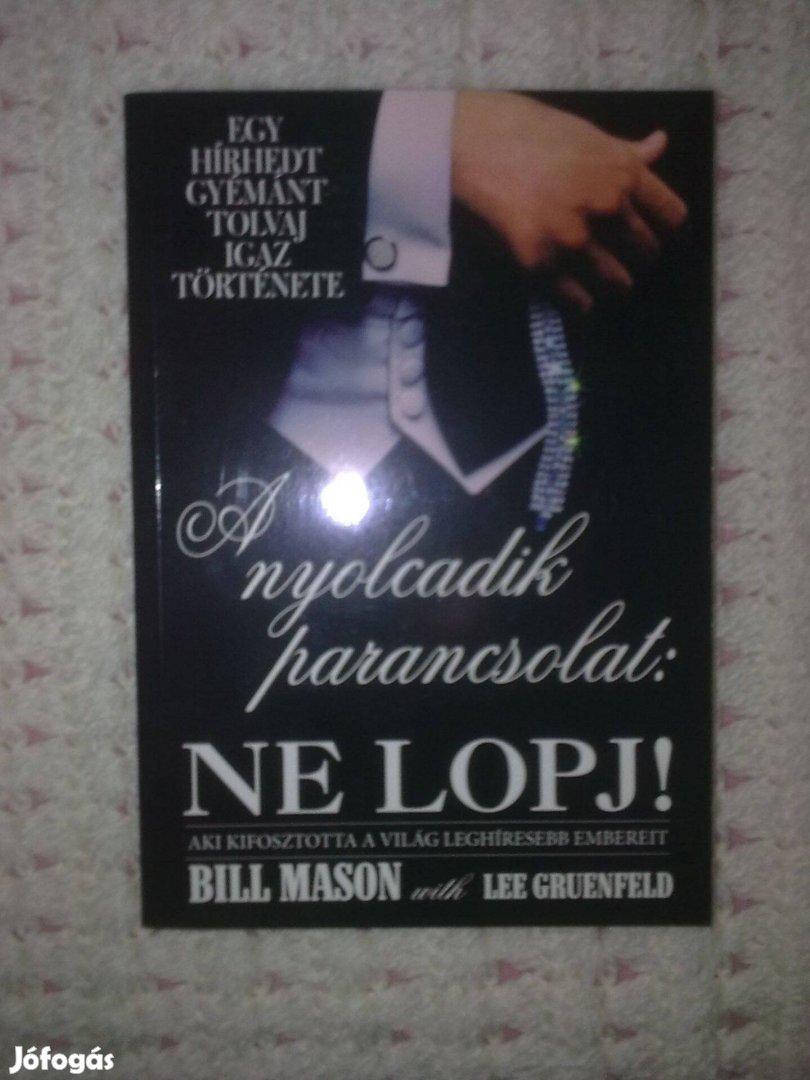 EGY
HÍRHEDT
GYÉMÁNT
TOLVAJ
IGAZ
TÖRTÉNETE
A
nyolcadik
parancsolat:
NE LOPJ!
AKI KIFOSZTOTTA A VILÁG LEGHÍRESEBB EMBEREIT
BILL MASON with LEE GRUENFELD
Jófogás